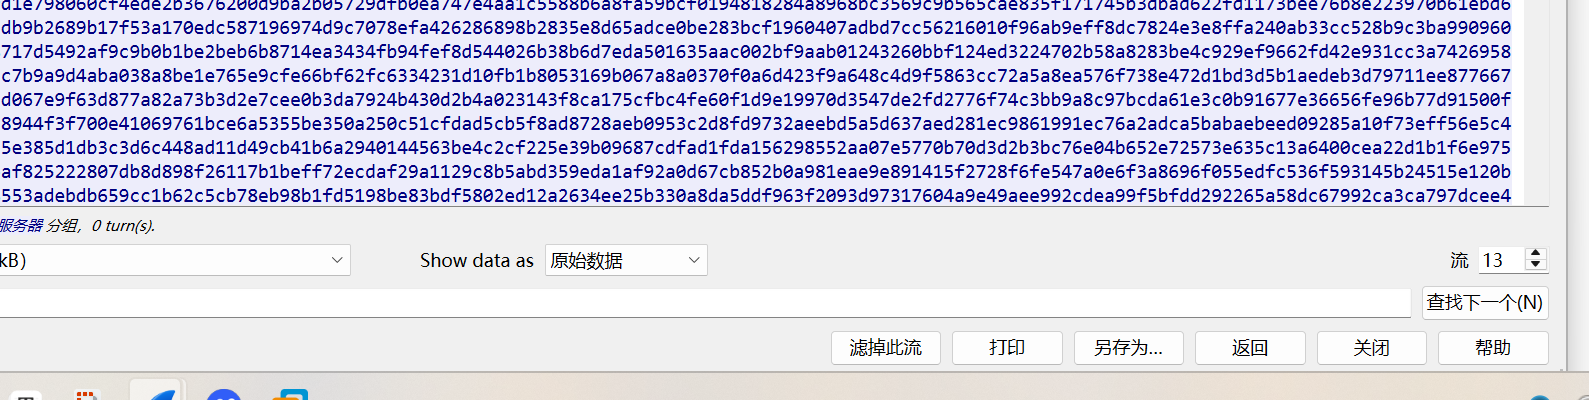 d1e798060cf4ede2b3676200d9ba2b05729dfb0ea747e4aa1c5588b6a8fa59bcf0194818284a8968bc3569c9b565cae835f171745b3dbad622fd1173bee76b8e223970b61ebd6
db9b2689b17f53a170edc587196974d9c7078efa426286898b2835e8d65adce0be283bcf1960407adbd7cc56216010f96ab9eff8dc7824e3e8ffa240ab33cc528b9c3ba990960
717d5492af9c9b0b1be2beb6b8714ea3434fb94fef8d544026b38b6d7eda501635aac002bf9aab01243260bbf124ed3224702b58a8283be4c929ef9662fd42e931cc3a7426958
c7b9a9d4aba038a8be1e765e9cfe66bf62fc6334231d10fb1b8053169b067a8a0370f0a6d423f9a648c4d9f5863cc72a5a8ea576f738e472d1bd3d5b1aedeb3d79711ee877667
d067e9f63d877a82a73b3d2e7cee0b3da7924b430d2b4a023143f8ca175cfbc4fe60f1d9e19970d3547de2fd2776f74c3bb9a8c97bcda61e3c0b91677e36656fe96b77d91500f
8944f3f700e41069761bce6a5355be350a250c51cfdad5cb5f8ad8728aeb0953c2d8fd9732aeebd5a5d637aed281ec9861991ec76a2adca5babaebeed09285a10f73eff56e5c4
5e385d1db3c3d6c448ad11d49cb41b6a2940144563be4c2cf225e39b09687cdfad1fda156298552aa07e5770b70d3d2b3bc76e04b652e72573e635c13a6400cea22d1b1f6e975
af825222807db8d898f26117b1beff72ecdaf29a1129c8b5abd359eda1af92a0d67cb852b0a981eae9e891415f2728f6fe547a0e6f3a8696f055edfc536f593145b24515e120b
553adebdb659cc1b62c5cb78eb98b1fd5198be83bdf5802ed12a2634ee25b330a8da5ddf963f2093d97317604a9e49aee992cdea99f5bfdd292265a58dc67992ca3ca797dcee4
服务器 分组，0 turn(s).
kB) Show data as 原始数据 流 13
查找下一个(N)
滤掉此流 打印 另存为… 返回 关闭 帮助